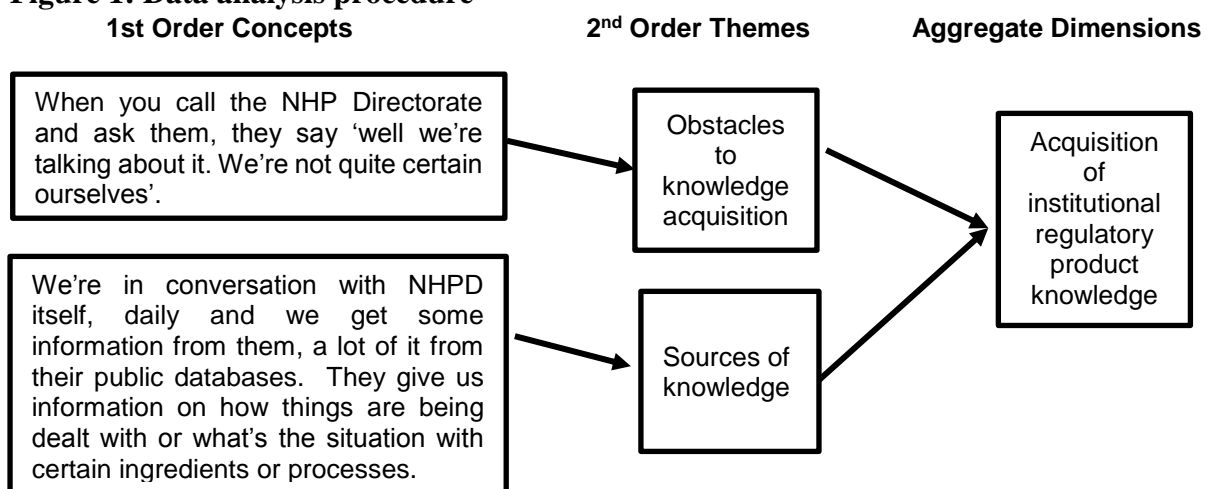 Figure 1. Data analysis procedure
1st Order Concepts
2nd Order Themes
Aggregate Dimensions
When you call the NHP Directorate
and ask them, they say ‘well we’re
talking about it. We’re not quite certain
ourselves’.
Obstacles
to
knowledge
acquisition
Acquisition
of
institutional
regulatory
product
knowledge
We’re in conversation with NHPD
itself, daily and we get some
information from them, a lot of it from
their public databases. They give us
information on how things are being
dealt with or what’s the situation with
certain ingredients or processes.
Sources of
knowledge